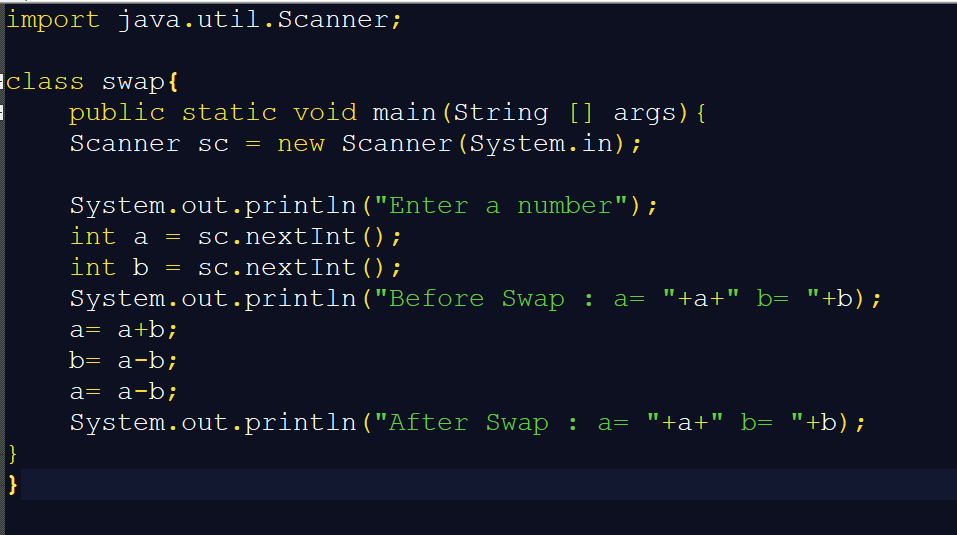 import java.util.Scanner;
class swap{
public static void main(String [] args){
Scanner sc = new Scanner(System.in);
System.out.println("Enter a number");
int a = sc.nextInt();
int b = sc.nextInt();
System.out.println("Before Swap : a= "+a+" b= "+b);
a= a+b;
b= a-b;
a= a-b;
System.out.println("After Swap : a= "+a+" b= "+b);
}
}